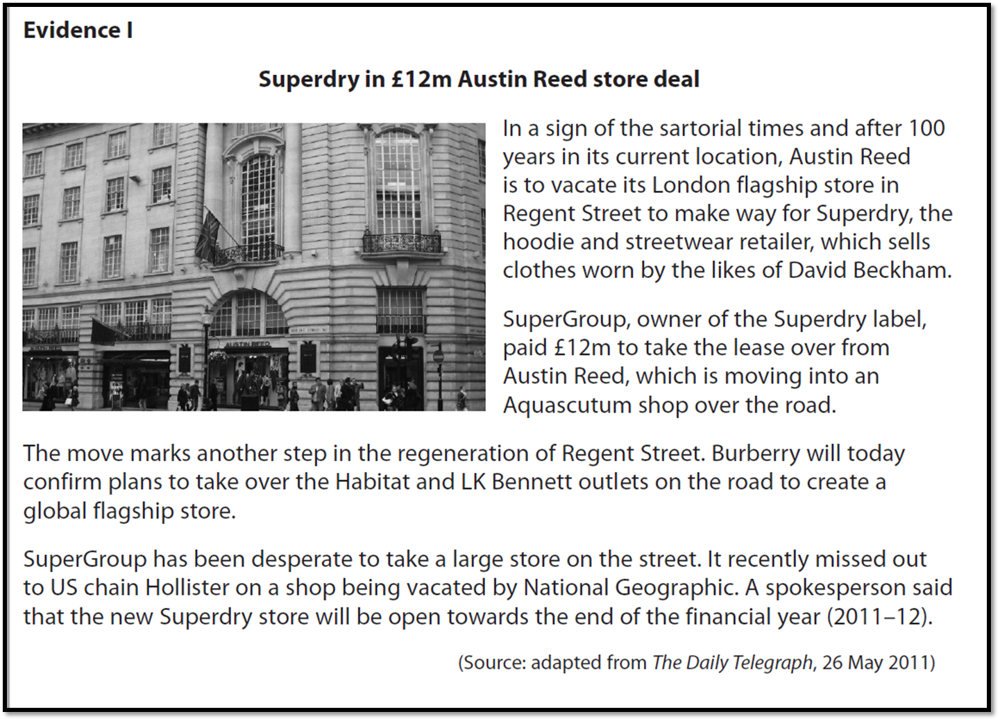 Evidence I
Superdry in £12m Austin Reed store deal
In a sign of the sartorial times and after 100
years in its current location, Austin Reed
is to vacate its London flagship store in
Regent Street to make way for Superdry, the
hoodie and streetwear retailer, which sells
clothes worn by the likes of David Beckham.
SuperGroup, owner of the Superdry label,
paid £12m to take the lease over from
Austin Reed, which is moving into an
Aquascutum shop over the road.
AUSTIN REED
The move marks another step in the regeneration of Regent Street. Burberry will today
confirm plans to take over the Habitat and LK Bennett outlets on the road to create a
global flagship store.
SuperGroup has been desperate to take a large store on the street. It recently missed out
to US chain Hollister on a shop being vacated by National Geographic. A spokesperson said
that the new Superdry store will be open towards the end of the financial year (2011–12).
(Source: adapted from The Daily Telegraph, 26 May 2011)